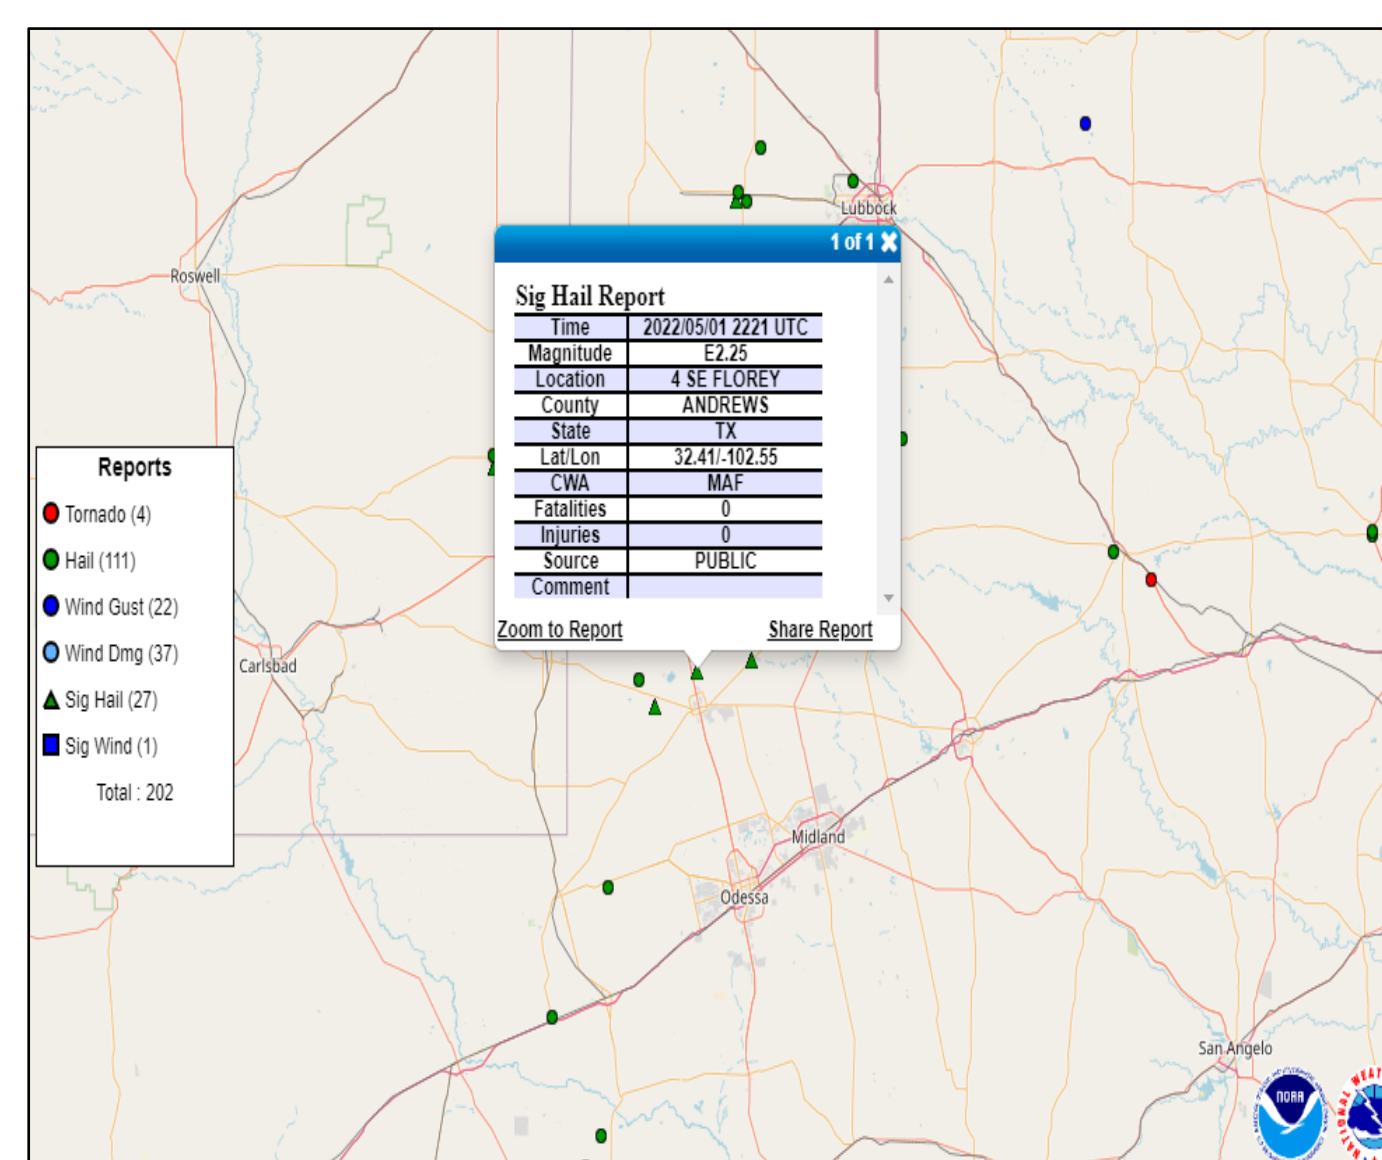 Lubbock
Roswell
1 of 1
Sig Hail Report
Time 2022/05/01 2221 UTC
Magnitude E2.25
Location 4 SE FLOREY
County ANDREWS
State TX
Lat/Lon 32.41/-102.55
CWA MAF
Fatalities 0
Injuries 0
Source PUBLIC
Comment
Zoom to Report Share Report
Reports
Tornado (4)
Hail (111)
Wind Gust (22)
Wind Dmg (37)
Sig Hail (27)
Sig Wind (1)
Total : 202
Carlsbad
Midland
Odessa
San Angelo
NOAA